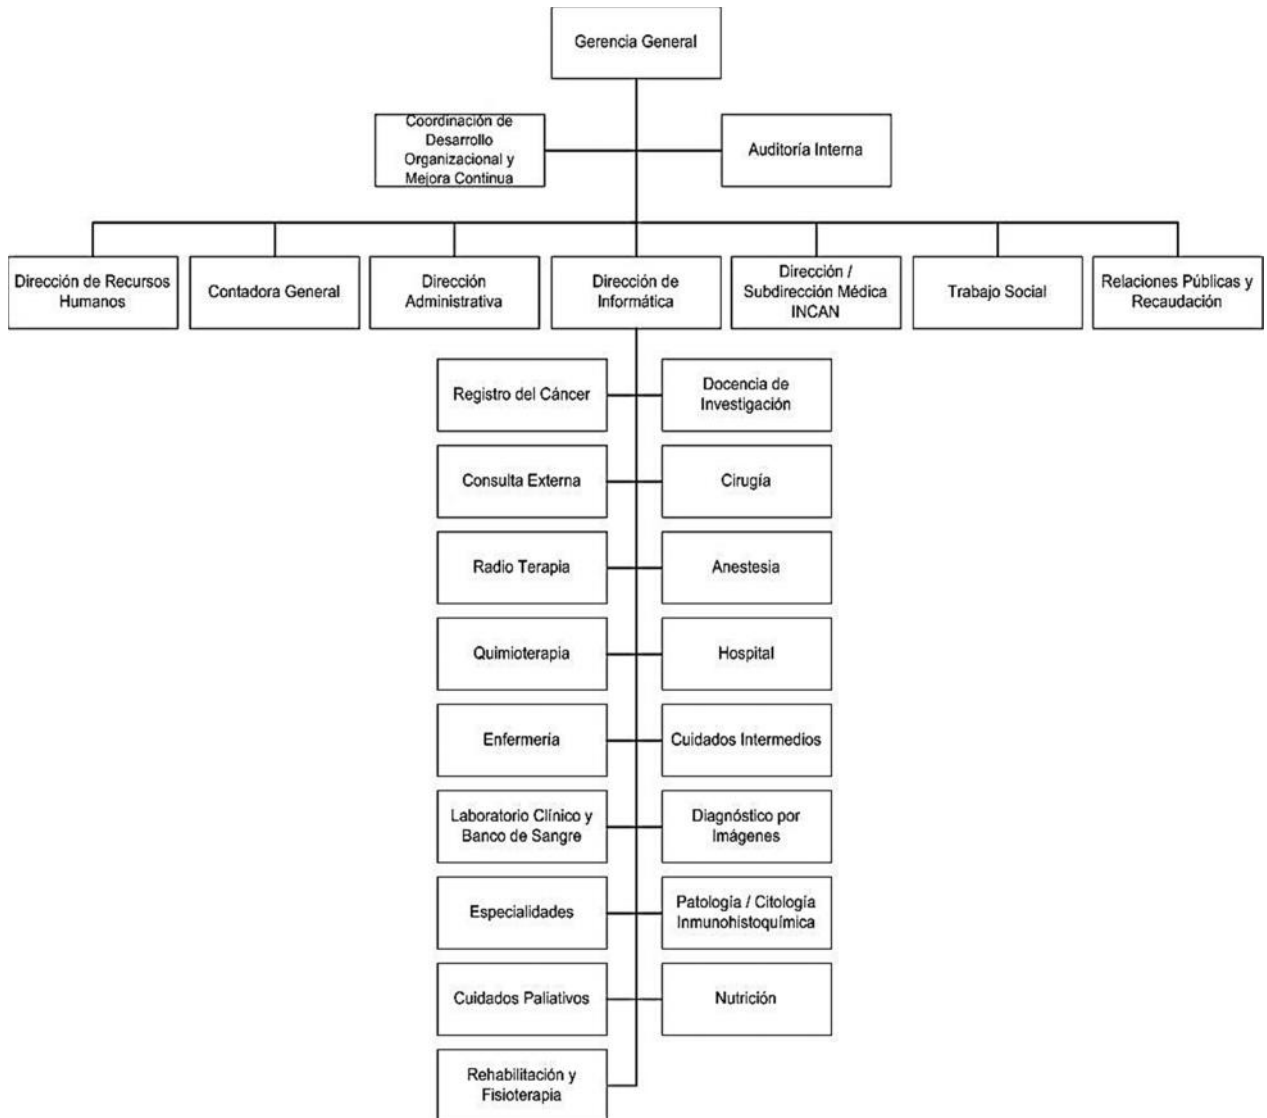 Gerencia General
Coordinación de
Desarrollo
Organizacional y
Mejora Continua
Auditoría Interna
Dirección de Recursos
Humanos
Contadora General
Dirección
Administrativa
Dirección de
Informática
Dirección /
Subdirección Médica
INCAN
Trabajo Social
Relaciones Públicas y
Recaudación
Registro del Cáncer
Docencia de
Investigación
Consulta Externa
Cirugía
Radio Terapia
Anestesia
Quimioterapia
Hospital
Enfermería
Cuidados Intermedios
Laboratorio Clínico y
Banco de Sangre
Diagnóstico por
Imágenes
Especialidades
Patología / Citología
Inmunohistoquímica
Cuidados Paliativos
Nutrición
Rehabilitación y
Fisioterapia